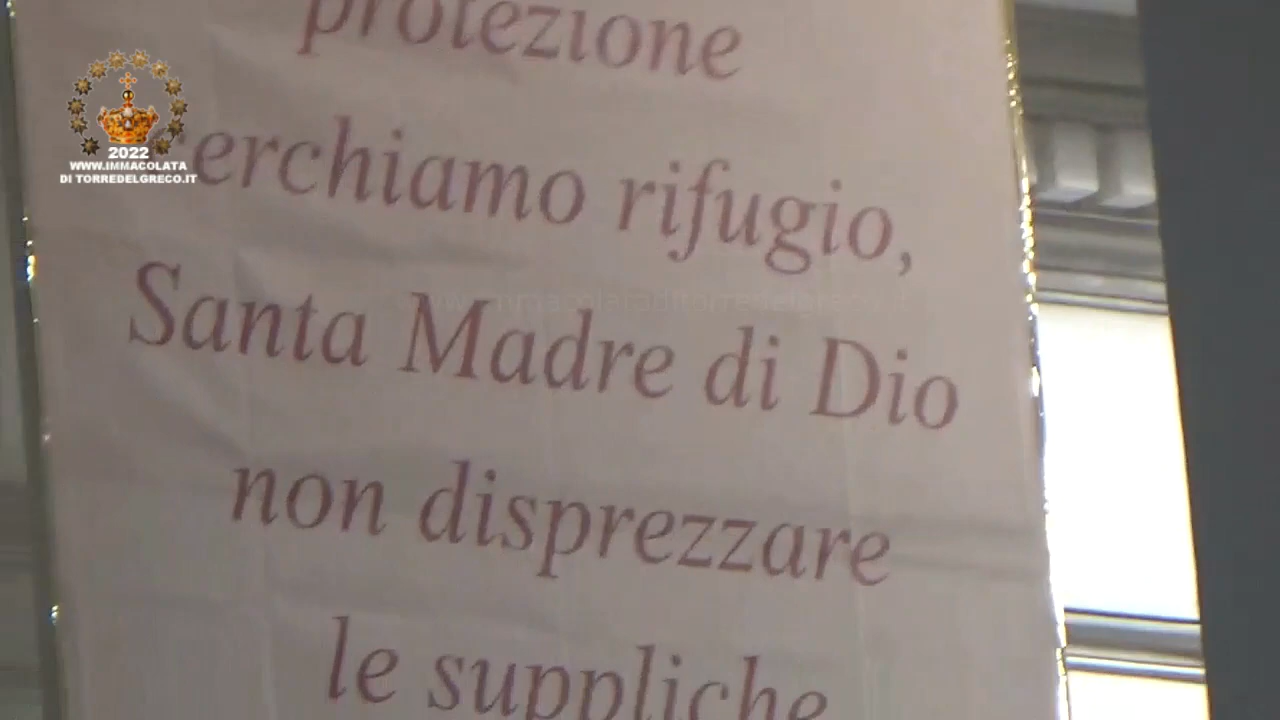 protezione
cerchiamo rifugio,
Santa Madre di Dio
non disprezzare
le suppliche
2022
WWW.IMMACOLATA
DI TORREDELGRECO.IT